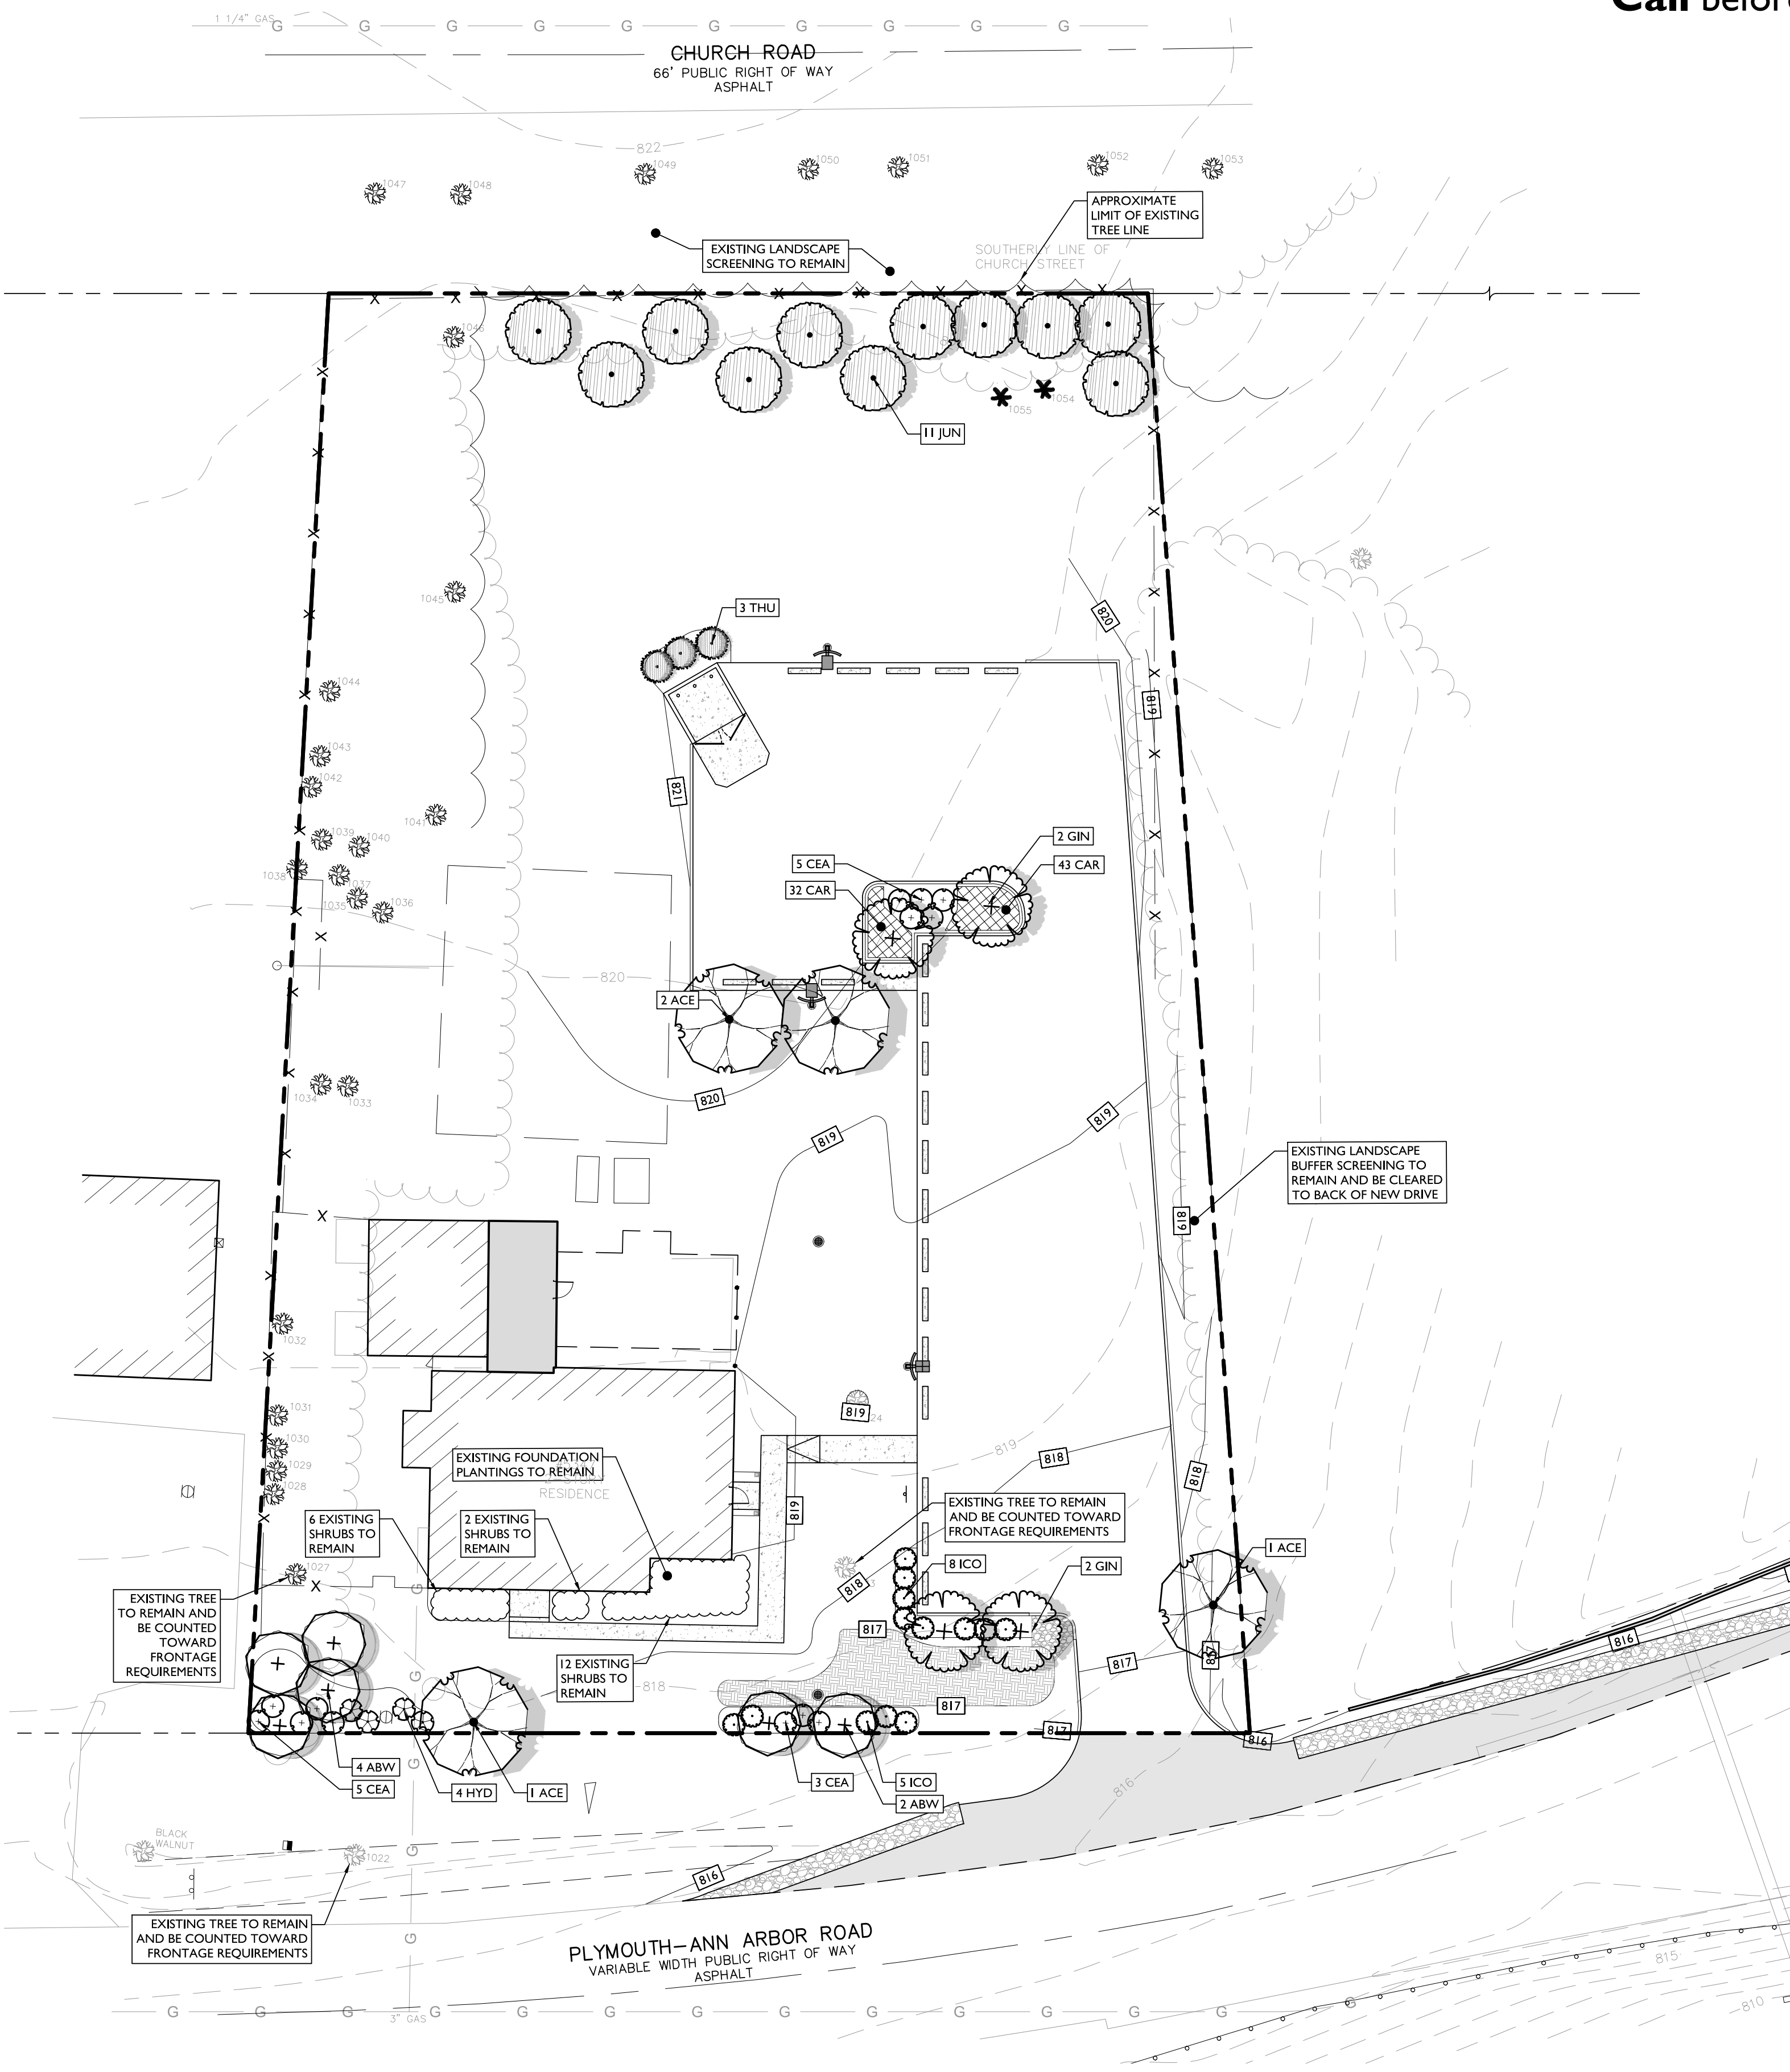 Call
1 1/4" GAS
G G G G G G G G G G
CHURCH ROAD
66' PUBLIC RIGHT OF WAY
ASPHALT
822
1047
1048
1049
1050
1051
1052
1053
APPROXIMATE
LIMIT OF EXISTING
TREE LINE
EXISTING LANDSCAPE
SCREENING TO REMAIN
SOUTHERLY LINE OF
CHURCH STREET
1046
1054
1055
11 JUN
1045
3 THU
820
1044
819
1043
1042
821
1041
1039
1040
2 GIN
5 CEA
43 CAR
32 CAR
1038
1037
1035
1036
820
2 ACE
1034
1033
820
819
819
EXISTING LANDSCAPE
BUFFER SCREENING TO
REMAIN AND BE CLEARED
TO BACK OF NEW DRIVE
819
1032
1031
819
24
1030
1029
1028
819
818
818
EXISTING FOUNDATION
PLANTINGS TO REMAIN
RESIDENCE
819
EXISTING TREE TO REMAIN
AND BE COUNTED TOWARD
FRONTAGE REQUIREMENTS
6 EXISTING
SHRUBS TO
REMAIN
2 EXISTING
SHRUBS TO
REMAIN
1 ACE
1027
8 ICO
2 GIN
818
EXISTING TREE
TO REMAIN AND
BE COUNTED
TOWARD
FRONTAGE
REQUIREMENTS
G
817
817
816
12 EXISTING
SHRUBS TO
REMAIN
818
G
G
817
817
816
G
4 ABW
5 CEA
4 HYD
1 ACE
3 CEA
5 ICO
2 ABW
816
BLACK
WALNUT
G
1022
816
EXISTING TREE TO REMAIN
AND BE COUNTED TOWARD
FRONTAGE REQUIREMENTS
G
PLYMOUTH-ANN ARBOR ROAD
VARIABLE WIDTH PUBLIC RIGHT OF WAY
ASPHALT
815
810
G G G G G G G G G G G G G G
3" GAS